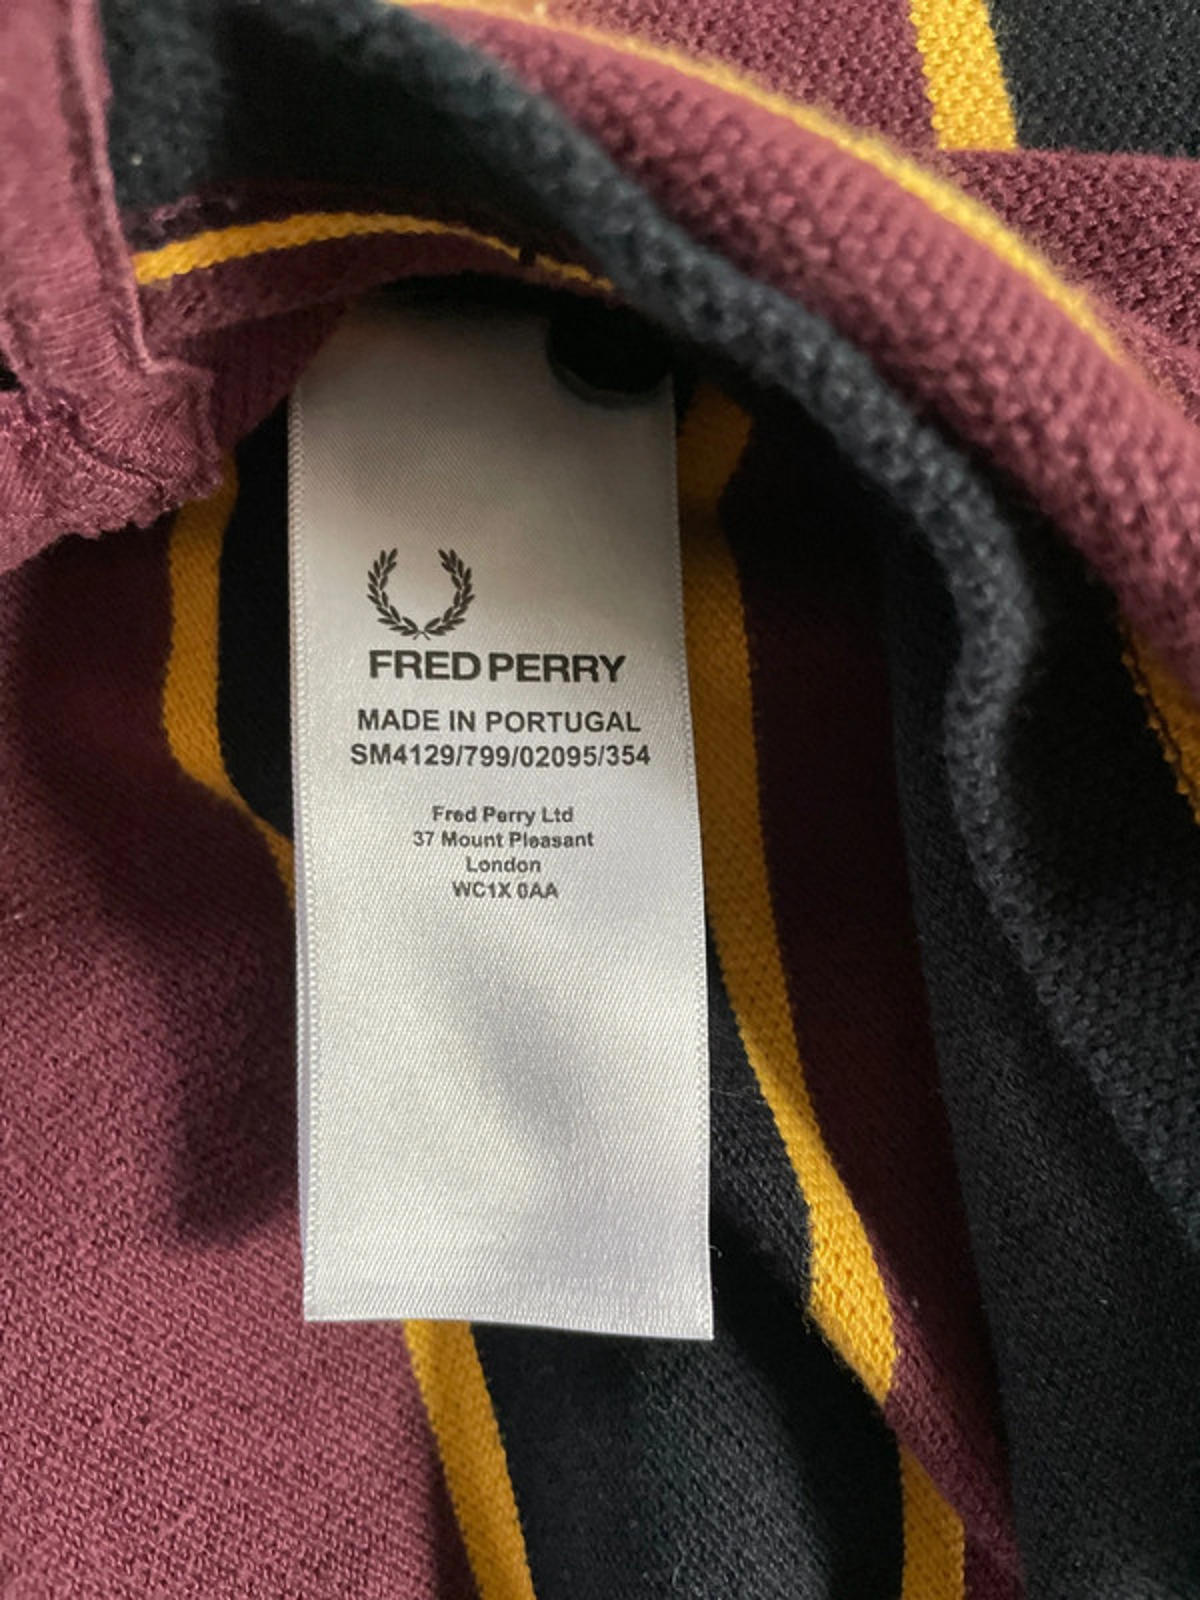 FRED PERRY
MADE IN PORTUGAL
SM4129/799/02095/354
Fred Perry Ltd
37 Mount Pleasant
London
WC1X 0AA